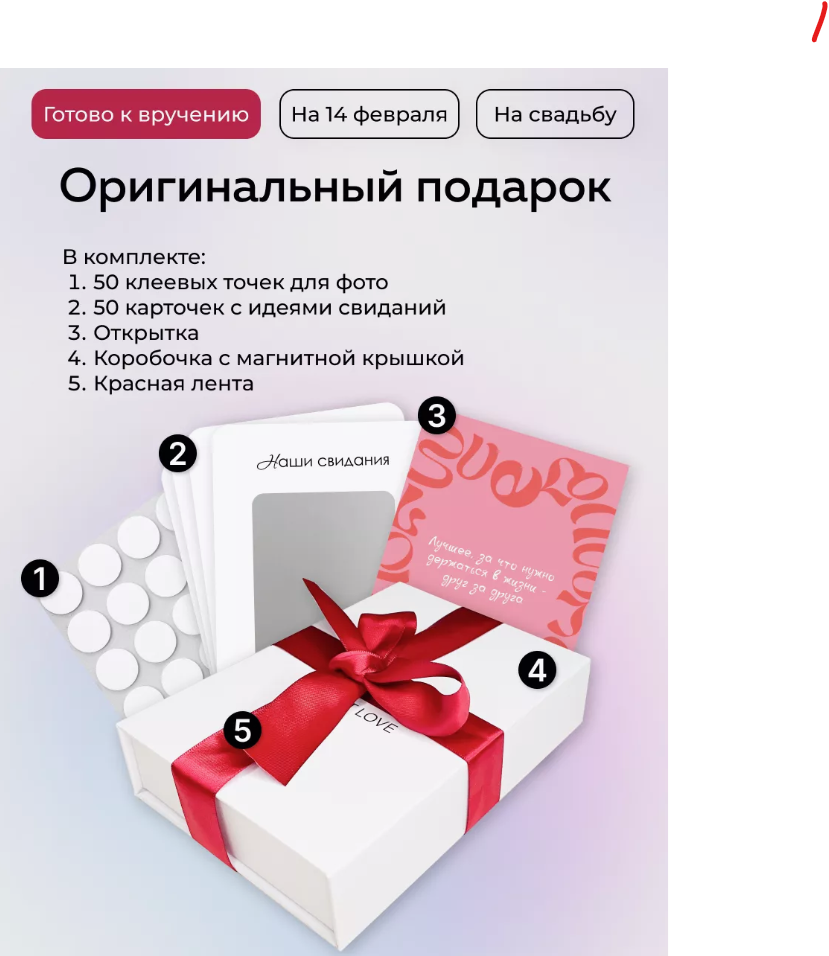 Готово к вручению
На 14 февраля
На свадьбу
Оригинальный подарок
В комплекте:
1. 50 клеевых точек для фото
2. 50 карточек с идеями свиданий
3. Открытка
4. Коробочка с магнитной крышкой
5. Красная лента
3
2
Наши свидания
Лучшее, за что нужно
держаться в жизни -
друг за друга
1
4
5
LOVE